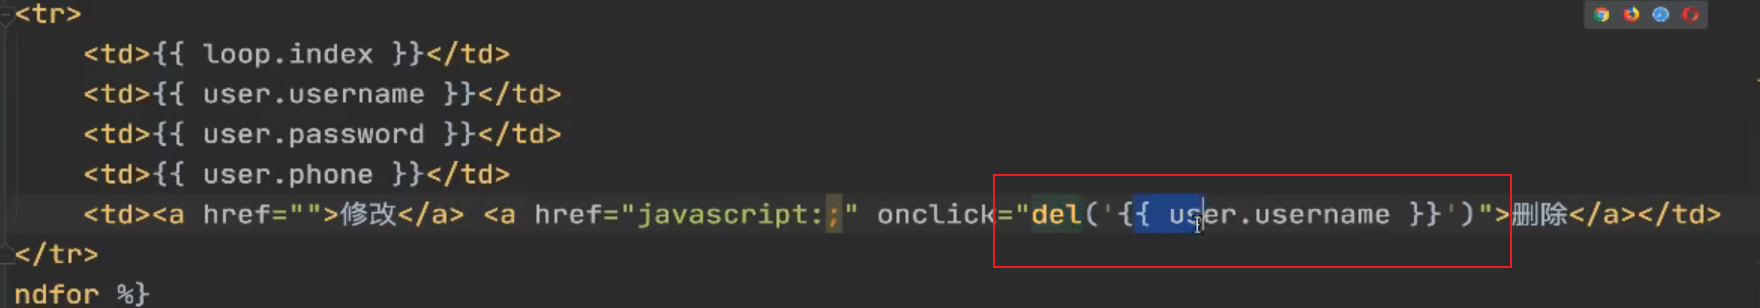 <tr>
<td>{{ loop.index }}</td>
<td>{{ user.username }}</td>
<td>{{ user.password }}</td>
<td>{{ user.phone }}</td>
<td><a href="">修改</a> <a href="javascript:;" onclick="del('{{ user.username }}')">删除</a></td>
</tr>
ndfor %}